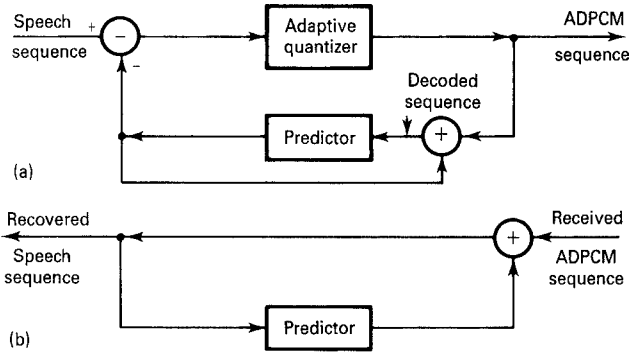 Speech
sequence
+
−
−
Adaptive
quantizer
ADPCM
sequence
Decoded
sequence
Predictor
+
(a)
Recovered
Speech
sequence
+
Received
ADPCM
sequence
Predictor
(b)